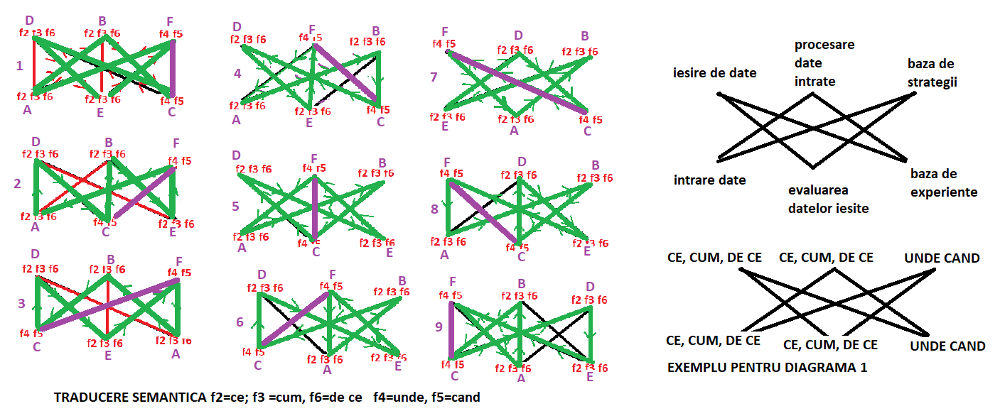 D B F
f2 f3 f6 f2 f3 f6 f4 f5
1
f2 f3 f6 f2 f3 f6 f4 f5
A E C
D B F
f2 f3 f6 f2 f3 f6 f4 f5
2
f2 f3 f6 f4 f5 f2 f3 f6
A C E
D B F
f2 f3 f6 f2 f3 f6 f4 f5
3
f4 f5 f2 f3 f6 f2 f3 f6
C E A
D F B
f2 f3 f6 f4 f5 f2 f3 f6
4
f2 f3 f6 f2 f3 f6 f4 f5
A E C
D F B
f2 f3 f6 f4 f5 f2 f3 f6
5
f2 f3 f6 f4 f5 f2 f3 f6
A C E
D F B
f2 f3 f6 f4 f5 f2 f3 f6
6
f4 f5 f2 f3 f6 f2 f3 f6
C A E
F D B
f4 f5 f2 f3 f6 f2 f3 f6
7
f2 f3 f6 f2 f3 f6 f4 f5
E A C
F D B
f4 f5 f2 f3 f6 f2 f3 f6
8
f2 f3 f6 f4 f5 f2 f3 f6
A C E
F B D
f4 f5 f2 f3 f6 f2 f3 f6
9
f4 f5 f2 f3 f6 f2 f3 f6
C A E
TRADUCERE SEMANTICA f2=ce; f3 =cum, f6=de ce f4=unde, f5=cand
iesire de date
procesare
date
intrate
baza de
strategii
intrare date
evaluarea
datelor iesite
baza de
experiente
CE, CUM, DE CE CE, CUM, DE CE UNDE CAND
CE, CUM, DE CE CE, CUM, DE CE UNDE CAND
EXEMPLU PENTRU DIAGRAMA 1